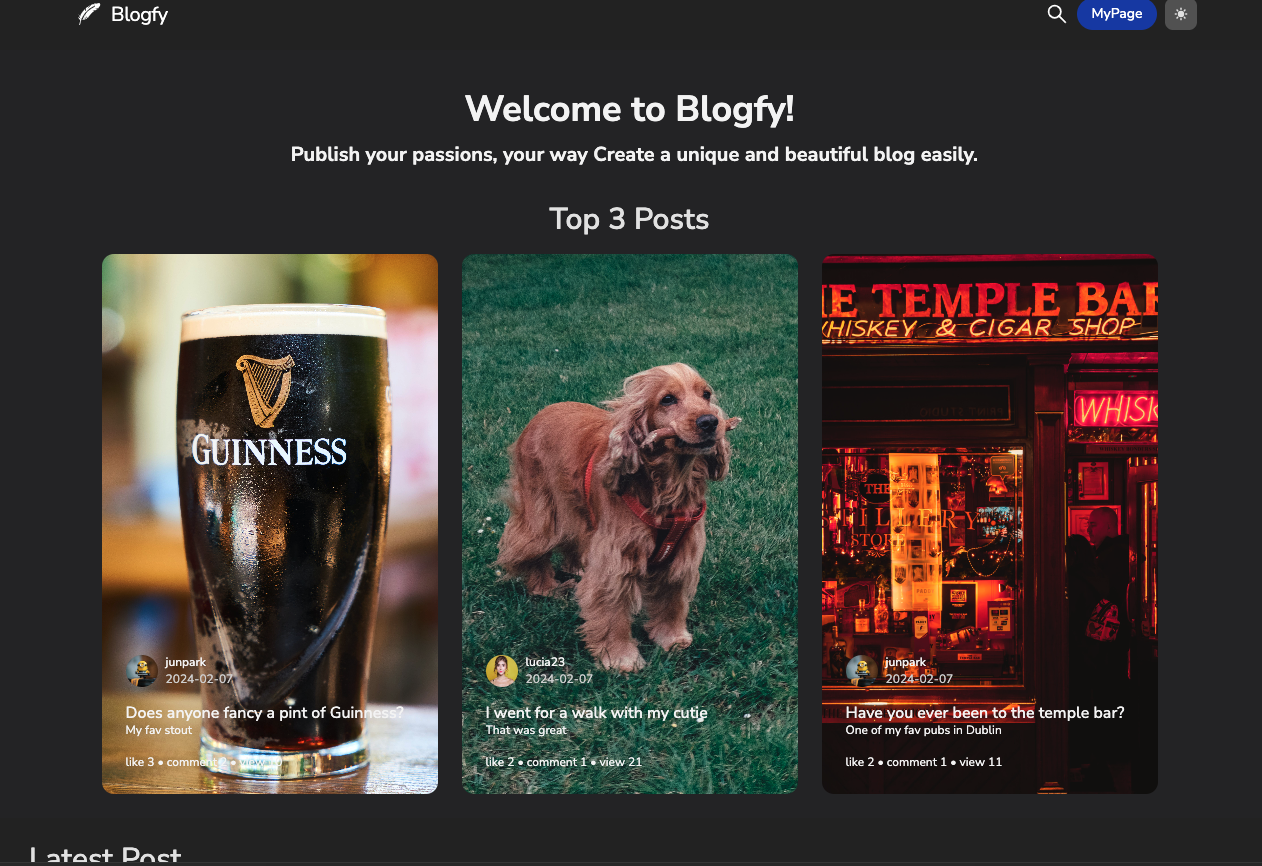 Blogfy
MyPage
Welcome to Blogfy!
Publish your passions, your way Create a unique and beautiful blog easily.
Top 3 Posts
GUINNESS
junpark
2024-02-07
Does anyone fancy a pint of Guinness?
My fav stout
like 3 • comment • view
lucia23
2024-02-07
I went for a walk with my cutie
That was great
like 2 • comment 1 • view 21
E TEMPLE BAR
WHISKEY & CIGAR SHOP
WHISK
THE
STORE
junpark
2024-02-07
Have you ever been to the temple bar?
One of my fav pubs in Dublin
like 2 • comment 1 • view 11
Latest Post